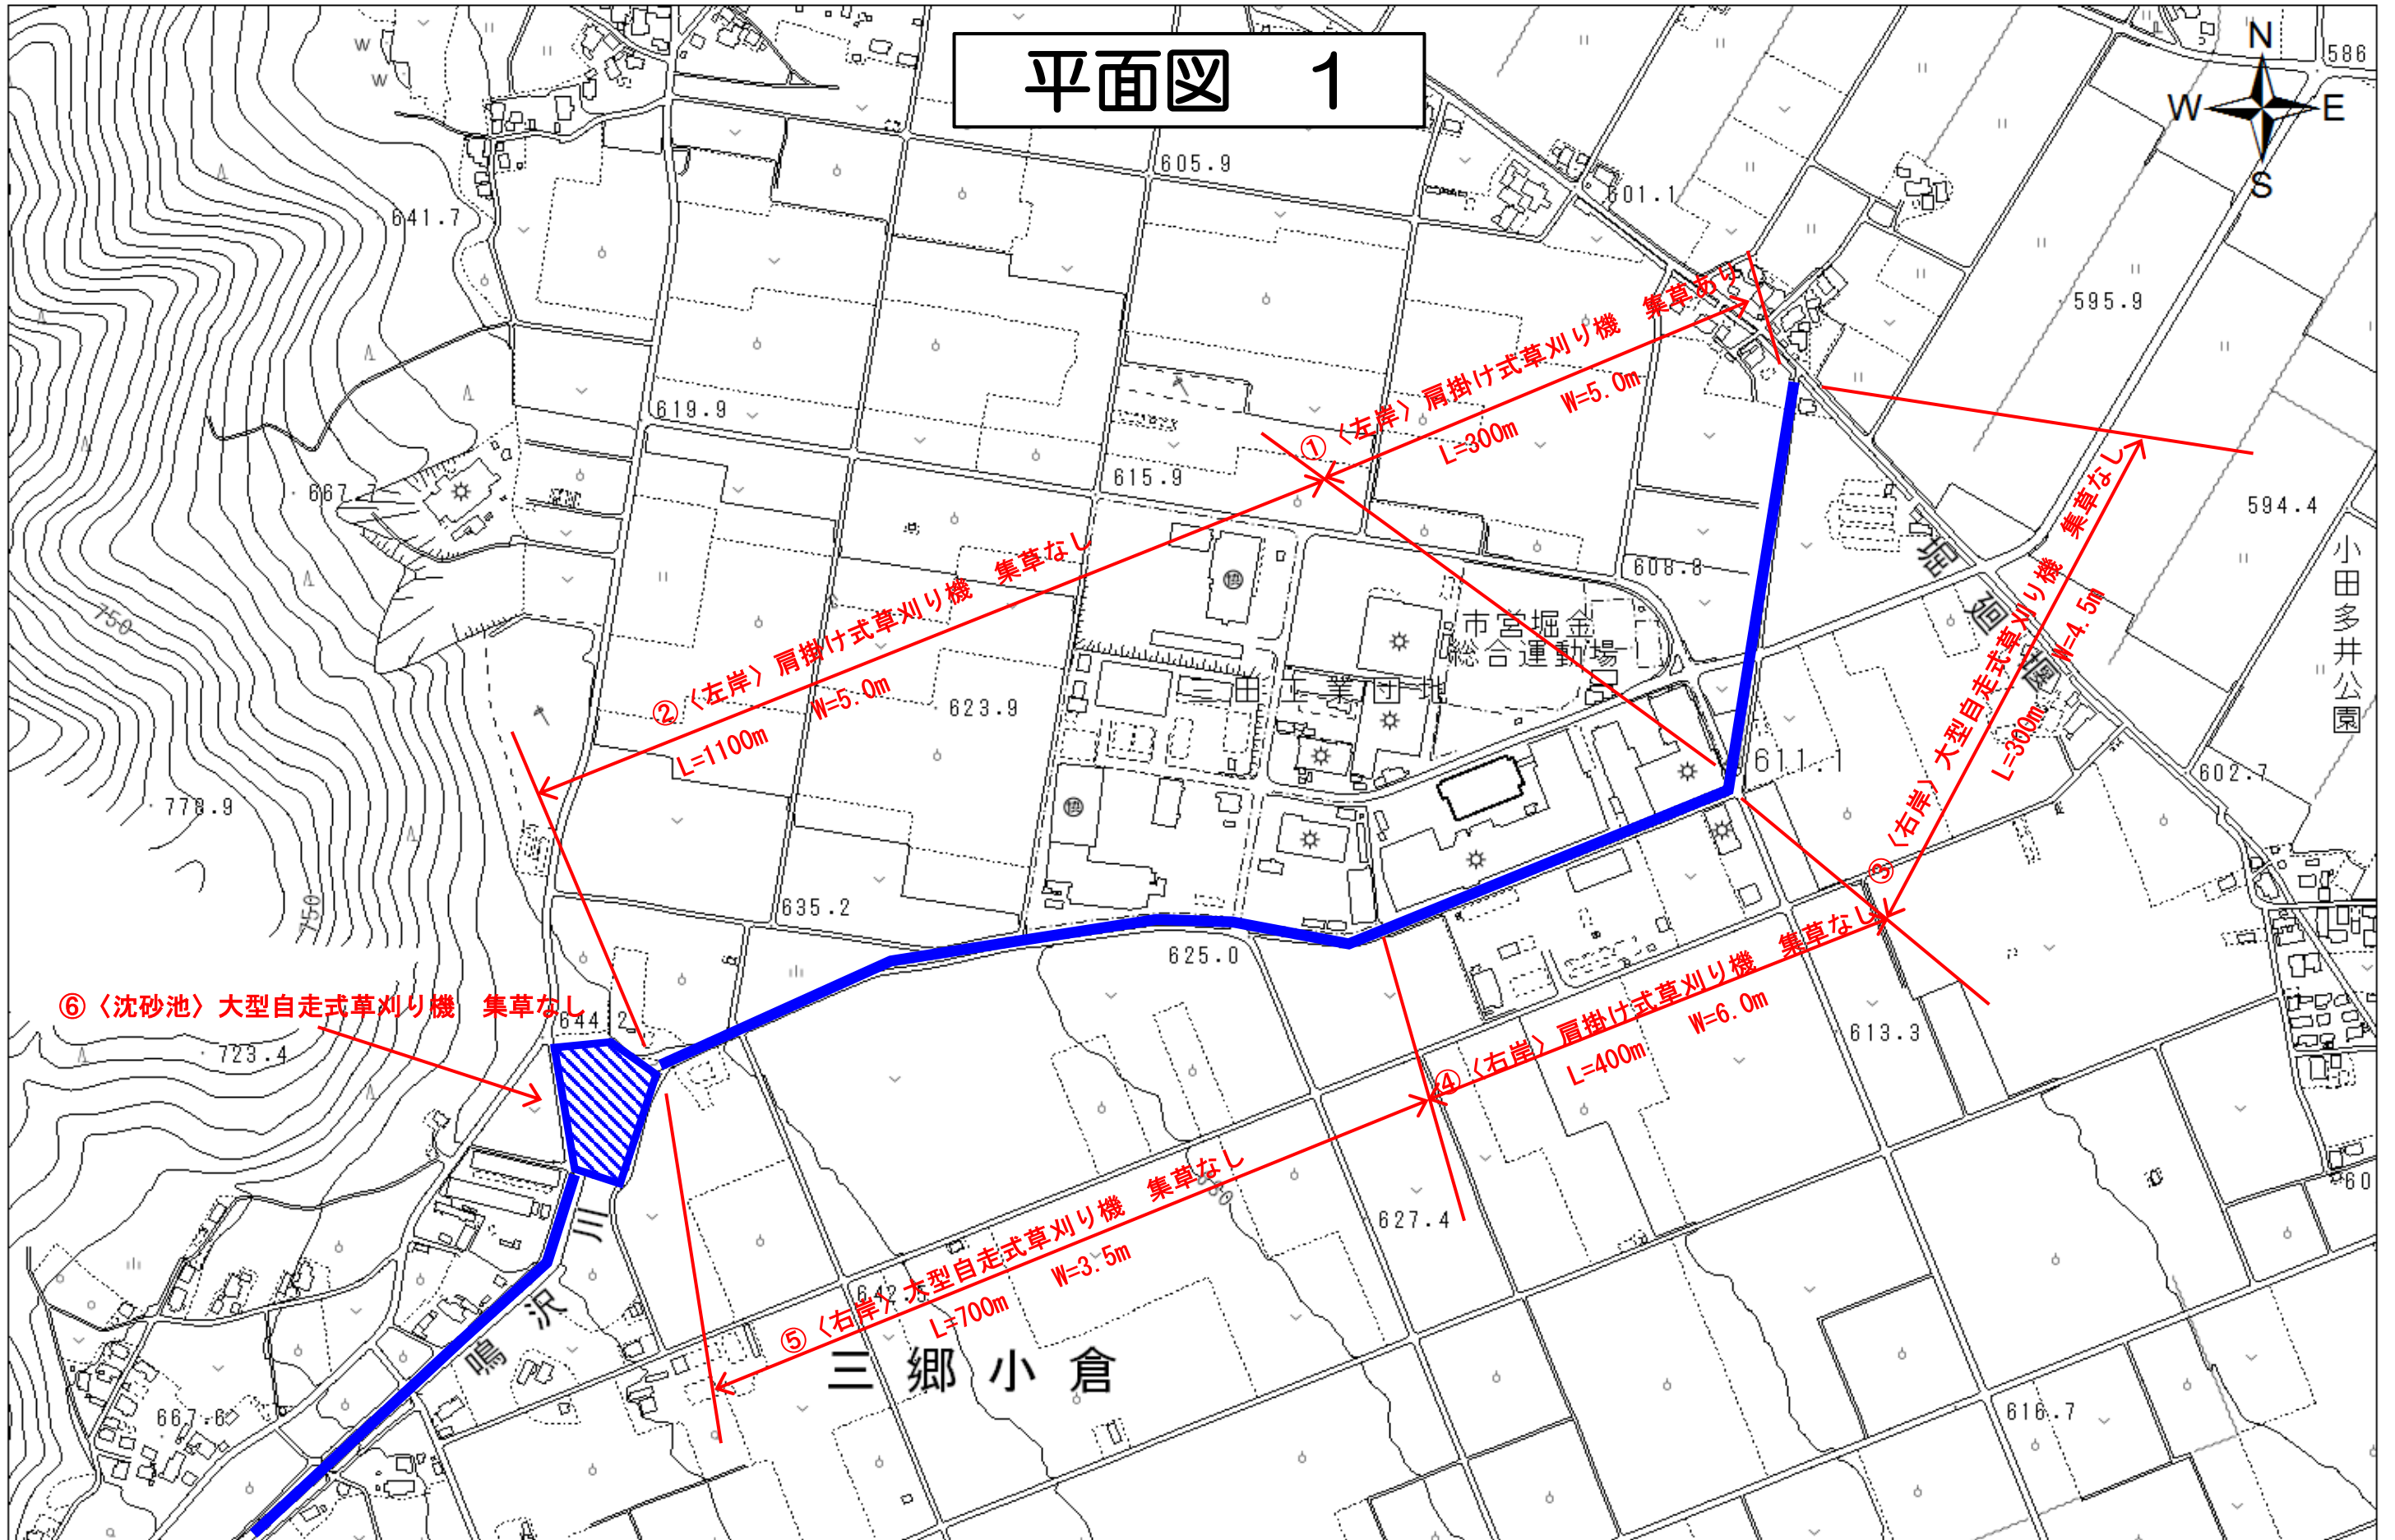 平面図　1
N
W
E
S
586
605.9
601.1
641.7
595.9
619.9
① 〈左岸〉 肩掛け式草刈り機　集草あり
L=300m
W=5.0m
615.9
667.7
594.4
小田多井公園
608.8
堀廻堰
② 〈左岸〉 肩掛け式草刈り機　集草なし
L=1100m
W=5.0m
市営堀金
総合運動場
三田工業団地
623.9
③ 〈右岸〉 大型自走式草刈り機　集草なし
L=300m
W=4.5m
750
611.1
602.7
778.9
750
635.2
625.0
⑥ 〈沈砂池〉 大型自走式草刈り機　集草なし
644.2
723.4
④ 〈右岸〉 肩掛け式草刈り機　集草なし
L=400m
W=6.0m
613.3
⑤ 〈右岸〉 大型自走式草刈り機　集草なし
L=700m
W=3.5m
627.4
60
642.5
鳴沢川
三郷小倉
667.6
616.7